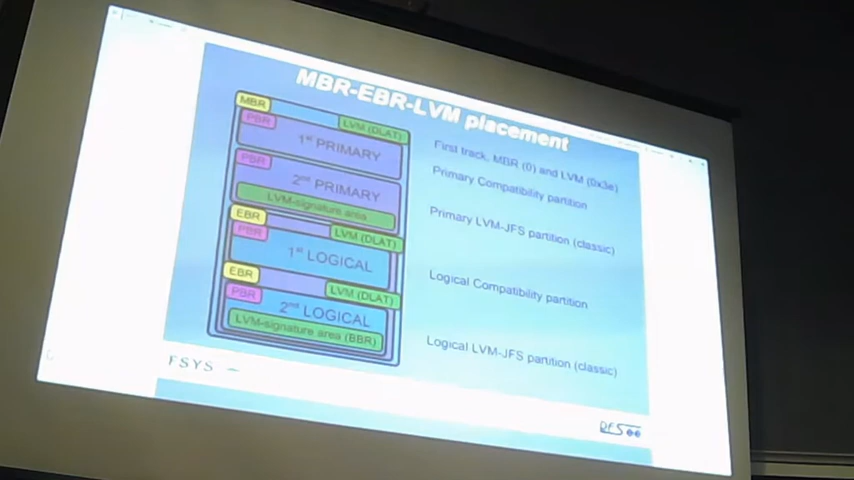 MBR-EBR-LVM placement
MBR
LVM (DLAT)
PBR
1st PRIMARY
PBR
2nd PRIMARY
LVM-signature area
EBR
LVM (DLAT)
PBR
1st LOGICAL
EBR
LVM (DLAT)
PBR
2nd LOGICAL
LVM-signature area (BBR)
First track, MBR (0) and LVM (0x3e)
Primary Compatibility partition
Primary LVM-JFS partition (classic)
Logical Compatibility partition
Logical LVM-JFS partition (classic)
FSYS